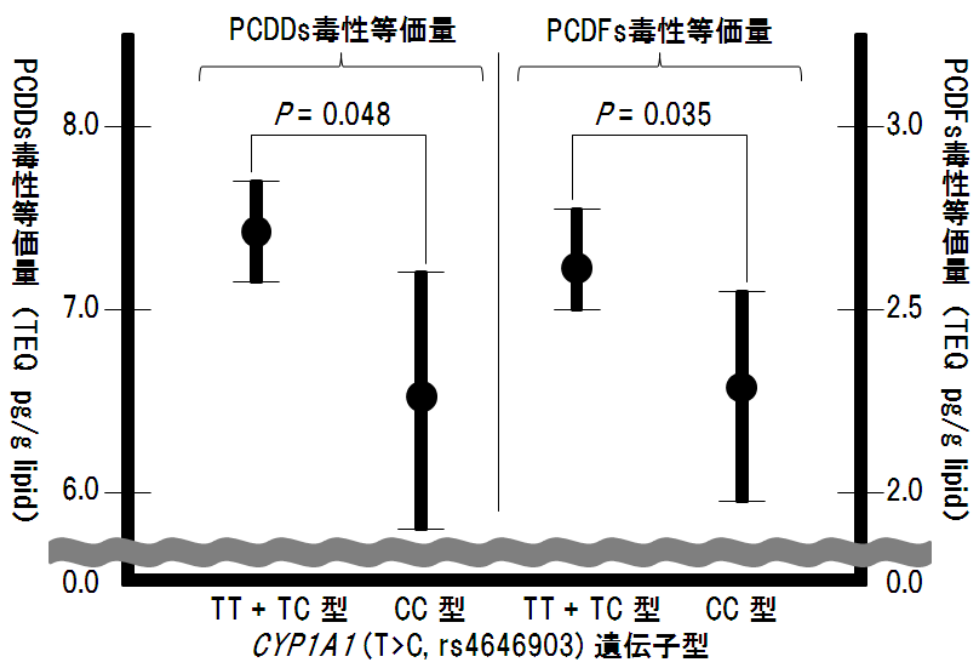 PCDDs毒性等価量
PCDFs毒性等価量
PCDDs毒性等価量（TEQ pg/g lipid）
8.0
7.0
6.0
0.0
P = 0.048
P = 0.035
3.0
2.5
2.0
0.0
PCDFs毒性等価量（TEQ pg/g lipid）
TT + TC 型
CC 型
TT + TC 型
CC 型
CYP1A1 (T>C, rs4646903) 遺伝子型